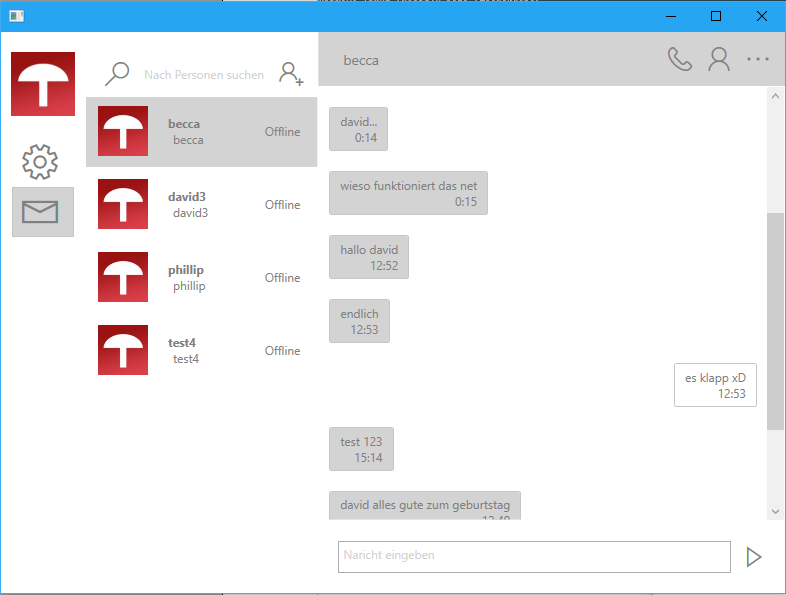 Nach Personen suchen
becca
becca
Offline
david3
david3
Offline
phillip
phillip
Offline
test4
test4
Offline
becca
david...
0:14
wieso funktioniert das net
0:15
hallo david
12:52
endlich
12:53
es klapp xD
12:53
test 123
15:14
david alles gute zum geburtstag
Naricht eingeben